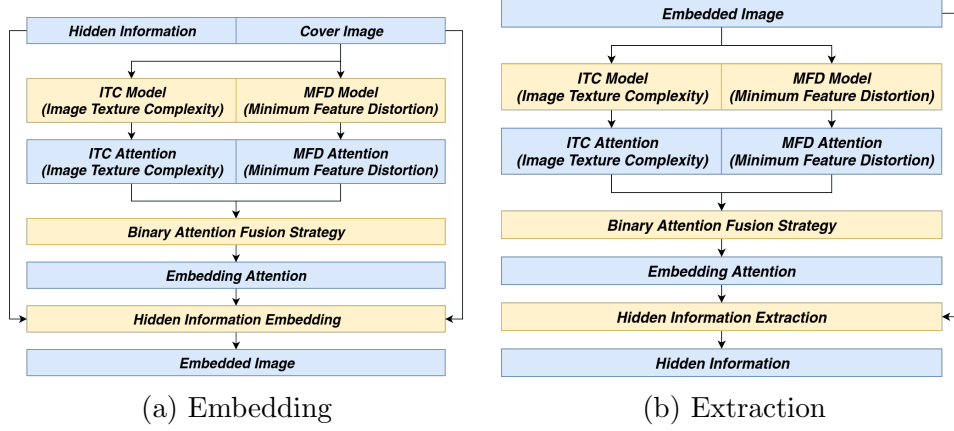 Hidden Information
Cover Image
ITC Model
(Image Texture Complexity)
MFD Model
(Minimum Feature Distortion)
ITC Attention
(Image Texture Complexity)
MFD Attention
(Minimum Feature Distortion)
Binary Attention Fusion Strategy
Embedding Attention
Hidden Information Embedding
Embedded Image
(a) Embedding
Embedded Image
ITC Model
(Image Texture Complexity)
MFD Model
(Minimum Feature Distortion)
ITC Attention
(Image Texture Complexity)
MFD Attention
(Minimum Feature Distortion)
Binary Attention Fusion Strategy
Embedding Attention
Hidden Information Extraction
Hidden Information
(b) Extraction